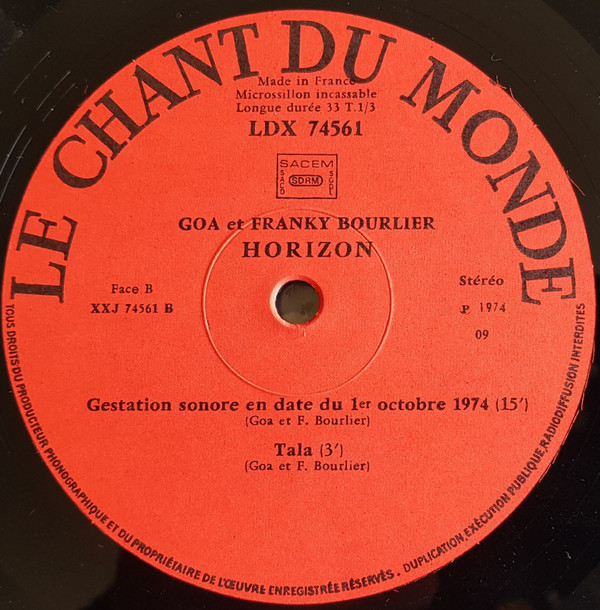 LE CHANT DU MONDE
Made in France
Microssillon incassable
Longue durée 33 T.1/3
LDX 74561
SACEM
SACD
SDRM
SGDL
GOA et FRANKY BOURLIER
HORIZON
Face B
XXJ 74561 B
Stéréo
P 1974
09
Gestation sonore en date du 1er octobre 1974 (15′)
(Goa et F. Bourlier)
Tala (3′)
(Goa et F. Bourlier)
TOUS DROITS DU PRODUCTEUR PHONOGRAPHIQUE ET DU PROPRIÉTAIRE DE L'ŒUVRE ENREGISTRÉE RÉSERVÉS. DUPLICATION, EXÉCUTION PUBLIQUE, RADIODIFFUSION INTERDITES